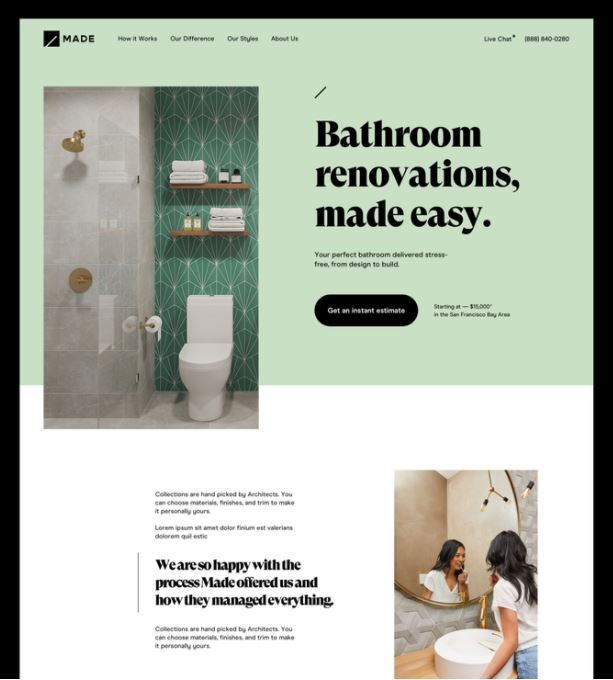 MADE
How it Works
Our Difference
Our Styles
About Us
Live Chat
(888) 840-0280
Bathroom
renovations,
made easy.
Your perfect bathroom delivered stress-
free, from design to build.
Get an instant estimate
Starting at — $15,000*
in the San Francisco Bay Area
Collections are hand picked by Architects. You
can choose materials, finishes, and trim to make
it personally yours.
Lorem ipsum sit amet dolor finium est valerians
dolorem quil estic
We are so happy with the
process Made offered us and
how they managed everything.
Collections are hand picked by Architects. You
can choose materials, finishes, and trim to make
it personally yours.